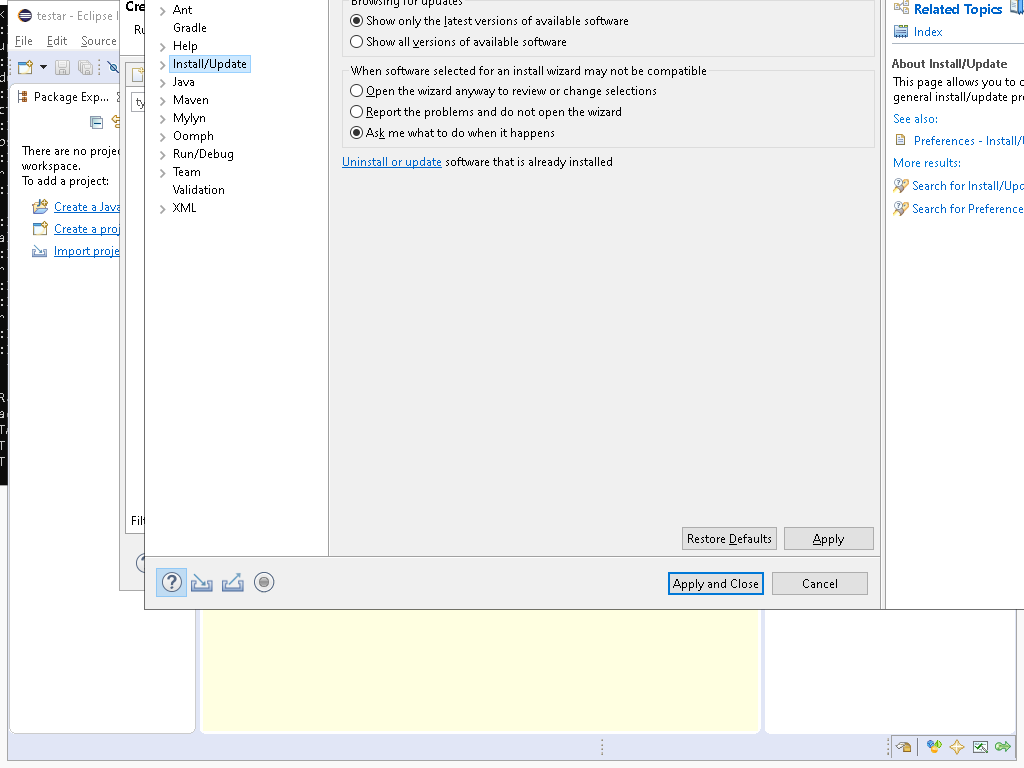 testar - Eclipse I
File Edit Source
Package Exp...
There are no proje
workspace.
To add a project:
Create a Java
Create a proj
Import proje
Cre
Ru
ty
Filt
Ant
Gradle
Help
Install/Update
Java
Maven
Mylyn
Oomph
Run/Debug
Team
Validation
XML
Browsing for updates
Show only the latest versions of available software
Show all versions of available software
When software selected for an install wizard may not be compatible
Open the wizard anyway to review or change selections
Report the problems and do not open the wizard
Ask me what to do when it happens
Uninstall or update software that is already installed
Restore Defaults Apply
Apply and Close Cancel
Related Topics
Index
About Install/Update
This page allows you to c
general install/update pr
See also:
Preferences - Install/U
More results:
Search for Install/Upd
Search for Preference